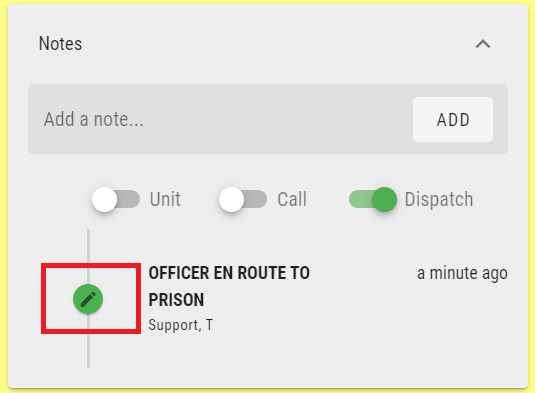 Notes
Add a note...
ADD
Unit
Call
Dispatch
OFFICER EN ROUTE TO
a minute ago
PRISON
Support, T